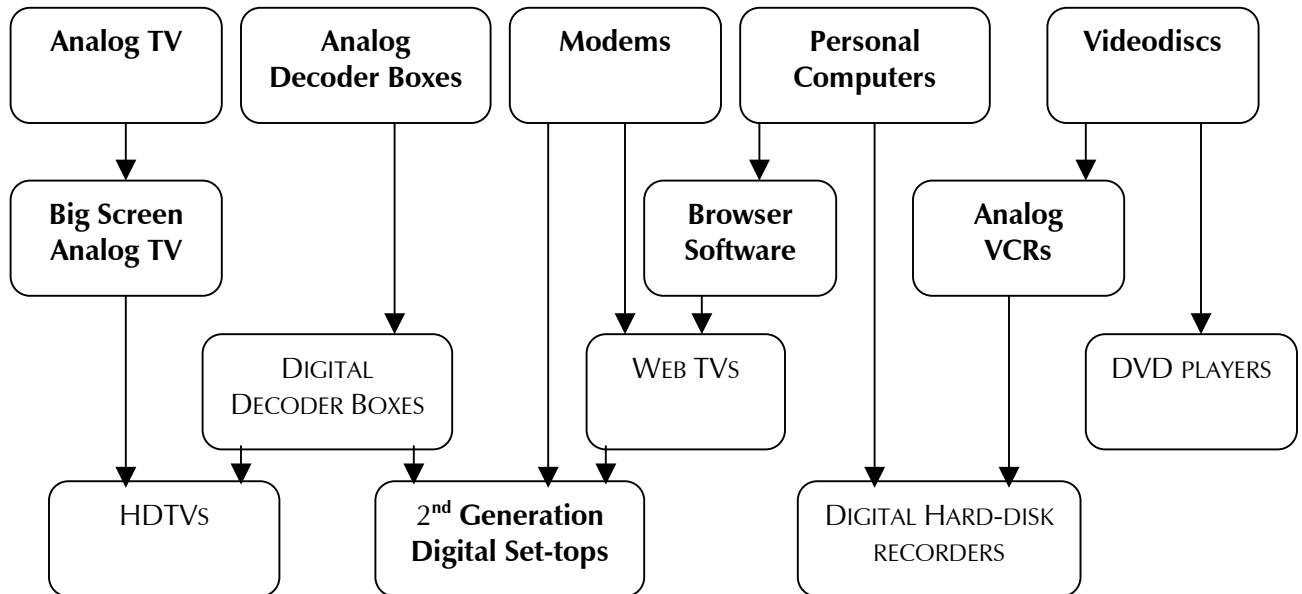 Analog TV
Analog
Decoder Boxes
Modems
Personal
Computers
Videodiscs
Big Screen
Analog TV
Browser
Software
Analog
VCRs
DIGITAL
DECODER BOXES
WEB TVS
DVD PLAYERS
HDTVS
2nd Generation
Digital Set-tops
DIGITAL HARD-DISK
RECORDERS